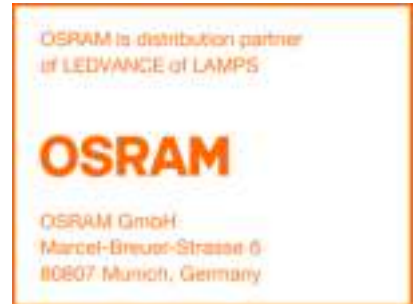 OSRAM is distribution partner
of LEDVANCE of LAMPS
OSRAM
OSRAM GmbH
Marcel-Breuer-Strasse 6
80807 Munich, Germany